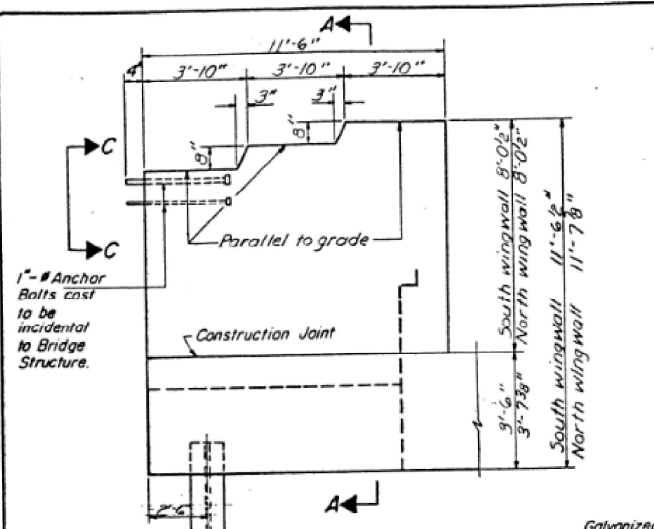 A
11'-6"
4"
3'-10" 3'-10" 3'-10"
3" 3"
8" 8"
C
C
Parallel to grade
1"-Ø Anchor
Bolts cost
to be
incidental
to Bridge
Structure.
Construction Joint
South wingwall 8'-0½"
North wingwall 8'-0½"
South wingwall 11'-6½"
North wingwall 11'-7⅞"
3'-6"
3'-7⅜"
2'-6"
A
Galvanized